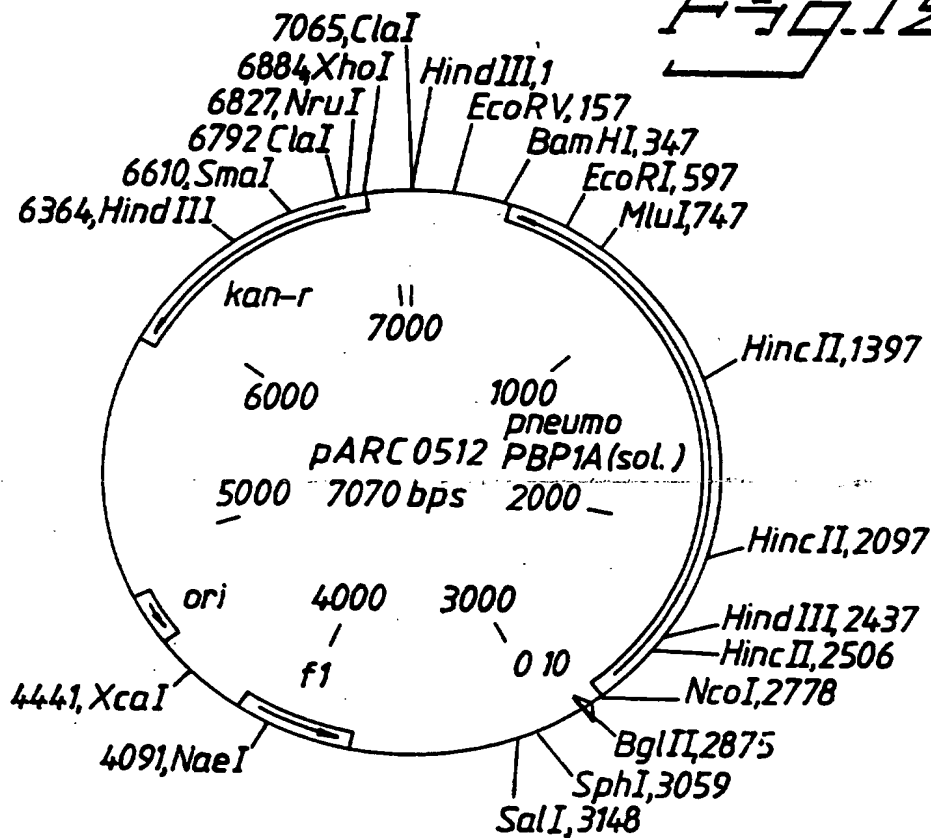 Fig.12
7065,ClaI
6884,XhoI
HindIII,1
6827,NruI
EcoRV,157
6792 ClaI
BamHI,347
6610,SmaI
EcoRI,597
6364,HindIII
MluI,747
kan-r
7000
HincII,1397
6000
1000
pneumo
pARC 0512
PBP1A(sol.)
5000
7070 bps
2000
HincII,2097
ori
4000
3000
HindIII,2437
f1
O 10
HincII,2506
4441,XcaI
NcoI,2778
4091,NaeI
BglII,2875
SphI,3059
SalI,3148